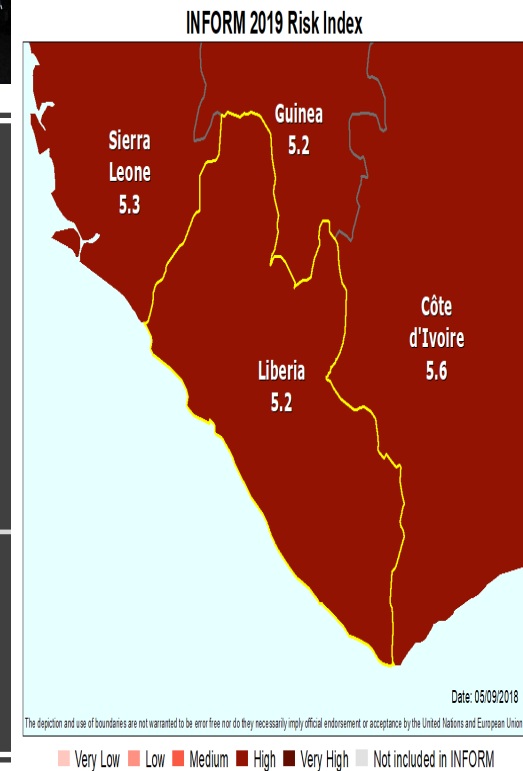 INFORM 2019 Risk Index
Guinea
5.2
Sierra
Leone
5.3
Côte
d'Ivoire
5.6
Liberia
5.2
Date: 05/09/2018
The depiction and use of boundaries are not warranted to be error free nor do they necessarily imply official endorsement or acceptance by the United Nations and European Union
Very Low Low Medium High Very High Not included in INFORM